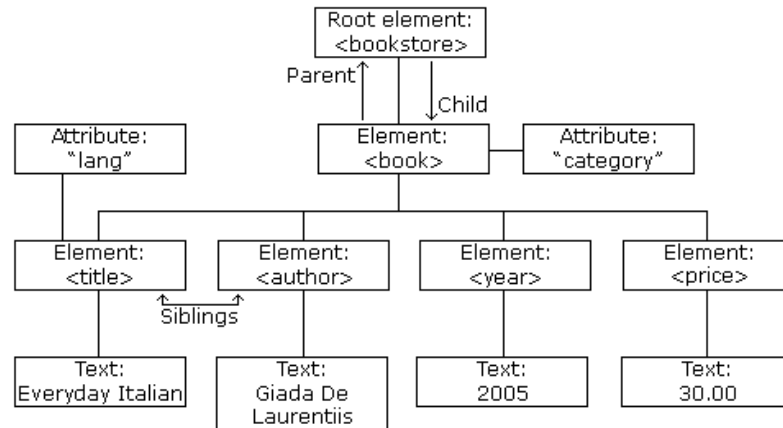 Root element:
<bookstore>
Parent
Child
Attribute:
"lang"
Element:
<book>
Attribute:
"category"
Element:
<title>
Element:
<author>
Element:
<year>
Element:
<price>
Siblings
Text:
Everyday Italian
Text:
Giada De
Laurentiis
Text:
2005
Text:
30.00